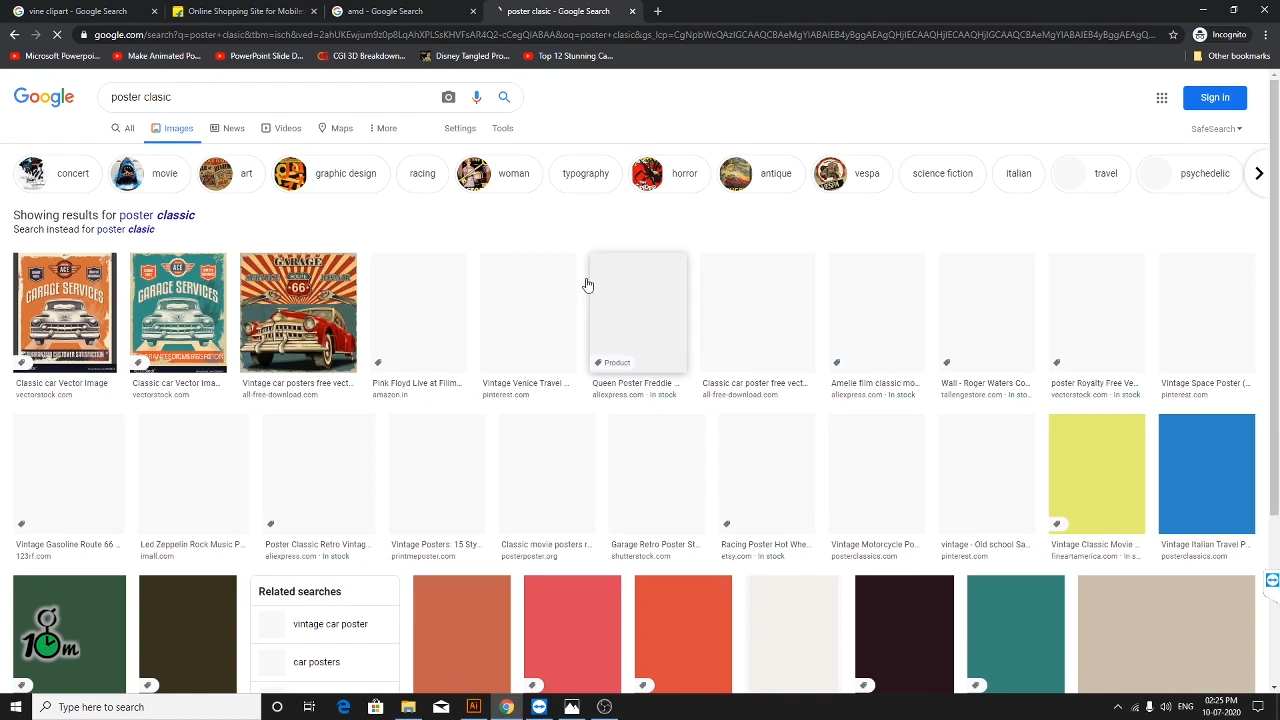 vine clipart - Google Search
Online Shopping Site for Mobile:
amd - Google Search
poster clasic - Google Search
google.com/search?q=poster+clasic&tbm=isch&ved=2ahUKEwjum9z0p8LqAhXPLSsKHVFsAR4Q2-cCegQIABAA&oq=poster+clasic&gs_lcp=CgNpbWcQAzIGCAAQCBAeMgYIABAIEB4yBggAEAgQHjIECAAQHjIECAAQHjIGCAAQCBAeMgYIABAIEB4yBggAEAgQ...
Incognito
Microsoft Powerpoi...
Make Animated Po...
PowerPoint Slide D...
CGI 3D Breakdown...
Disney Tangled Pro...
Top 12 Stunning Ga...
Other bookmarks
Google
poster clasic
Sign in
All
Images
News
Videos
Maps
More
Settings
Tools
SafeSearch
concert
movie
art
graphic design
racing
woman
typography
horror
antique
vespa
science fiction
italian
travel
psychedelic
Showing results for poster classic
Search instead for poster clasic
ACE
GARAGE SERVICES
ACE
GARAGE SERVICES
GARAGE
66
Product
Classic car Vector Image
Classic car Vector Ima...
Vintage car posters free vect...
Pink Floyd Live at Fillm...
Vintage Venice Travel ...
Queen Poster Freddie ...
Classic car poster free vect...
Amelie film classic mo...
Wall - Roger Waters Co...
poster Royalty Free Ve...
Vintage Space Poster (...
vectorstock.com
vectorstock.com
all-free-download.com
amazon.in
pinterest.com
aliexpress.com · In stock
all-free-download.com
aliexpress.com · In stock
tallengestore.com · In sto...
vectorstock.com · In stock
pinterest.com
Vintage Gasoline Route 66 ...
Led Zeppelin Rock Music P...
Poster Classic Retro Vintag...
Vintage Posters: 15 Sty...
Classic movie posters r...
Garage Retro Poster St...
Racing Poster Hot Whe...
Vintage Motorcycle Po...
vintage - Old school Sa...
Vintage Classic Movie ...
Vintage Italian Travel P...
123rf.com
imall.com
aliexpress.com · In stock
printmeposter.com
posterposter.org
shutterstock.com
etsy.com · In stock
posterclassics.com
pinterest.com
fineartamerica.com · In s...
posterclassics.com
10m
Related searches
vintage car poster
car posters
Type here to search
Ai
ENG
02:25 PM
10-07-2020